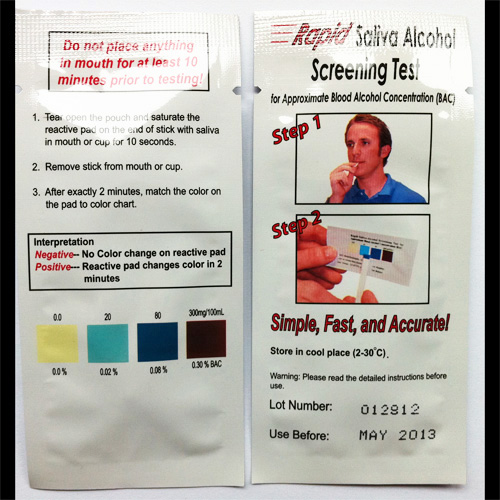 Do not place anything
in mouth for at least 10
minutes prior to testing!
1. Tear open the pouch and saturate the
reactive pad on the end of stick with saliva
in mouth or cup for 10 seconds.
2. Remove stick from mouth or cup.
3. After exactly 2 minutes, match the color on
the pad to color chart.
Interpretation
Negative-- No Color change on reactive pad
Positive--- Reactive pad changes color in 2
minutes
0.0 20 80 300mg/100mL
0.0 % 0.02 % 0.08 % 0.30 % BAC
Rapid Saliva Alcohol
Screening Test
for Approximate Blood Alcohol Concentration (BAC)
Step 1
Step 2
Simple, Fast, and Accurate!
Store in cool place (2-30°C).
Warning: Please read the detailed instructions before
use.
Lot Number: 012912
Use Before: MAY 2013